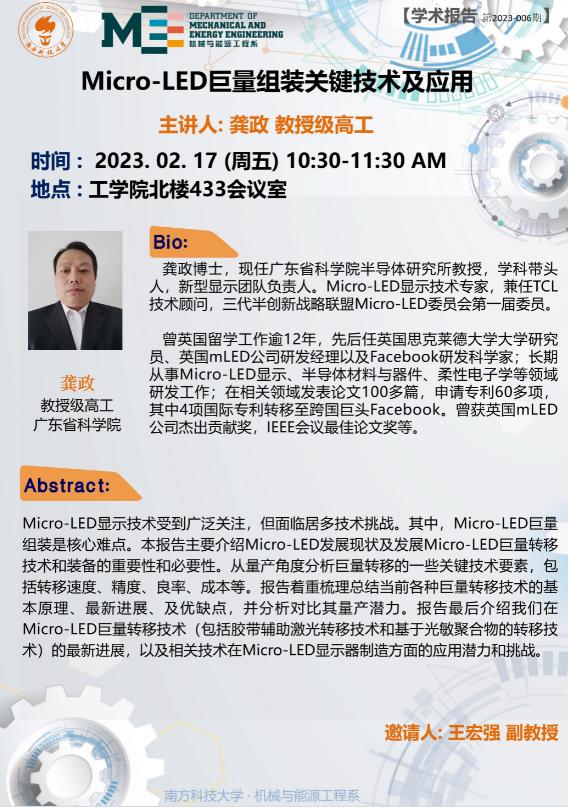 DEPARTMENT OF
MECHANICAL AND
ENERGY ENGINEERING
机械与能源工程系
【学术报告 第2023-006期】
Micro-LED巨量组装关键技术及应用
主讲人: 龚政 教授级高工
时间： 2023. 02. 17 (周五) 10:30-11:30 AM
地点：工学院北楼433会议室
Bio:
龚政博士，现任广东省科学院半导体研究所教授，学科带头
人，新型显示团队负责人。Micro-LED显示技术专家，兼任TCL
技术顾问，三代半创新战略联盟Micro-LED委员会第一届委员。
曾英国留学工作逾12年，先后任英国思克莱德大学大学研究
员、英国mLED公司研发经理以及Facebook研发科学家；长期
从事Micro-LED显示、半导体材料与器件、柔性电子学等领域
研发工作；在相关领域发表论文100多篇，申请专利60多项，
其中4项国际专利转移至跨国巨头Facebook。曾获英国mLED
公司杰出贡献奖，IEEE会议最佳论文奖等。
龚政
教授级高工
广东省科学院
Abstract:
Micro-LED显示技术受到广泛关注，但面临居多技术挑战。其中，Micro-LED巨量
组装是核心难点。本报告主要介绍Micro-LED发展现状及发展Micro-LED巨量转移
技术和装备的重要性和必要性。从量产角度分析巨量转移的一些关键技术要素，包
括转移速度、精度、良率、成本等。报告着重梳理总结当前各种巨量转移技术的基
本原理、最新进展、及优缺点，并分析对比其量产潜力。报告最后介绍我们在
Micro-LED巨量转移技术（包括胶带辅助激光转移技术和基于光敏聚合物的转移技
术）的最新进展，以及相关技术在Micro-LED显示器制造方面的应用潜力和挑战。
邀请人: 王宏强 副教授
南方科技大学 · 机械与能源工程系